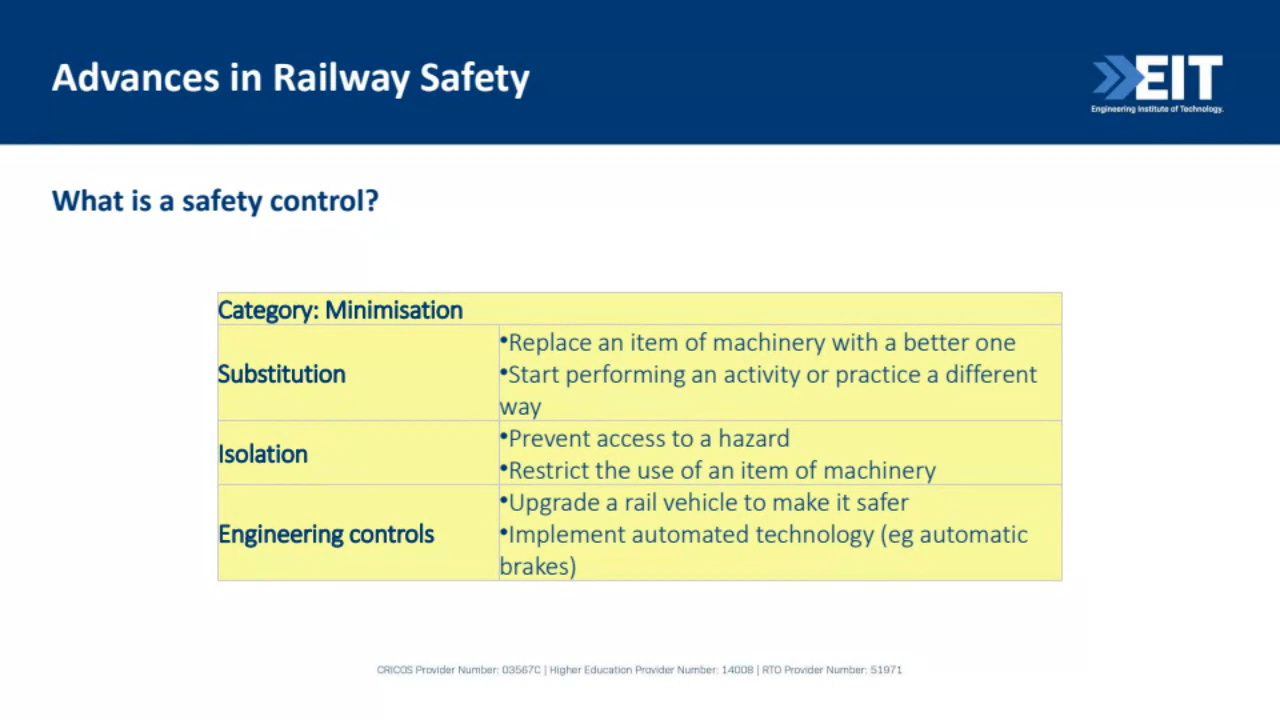 Advances in Railway Safety
EIT
Engineering Institute of Technology.
What is a safety control?
Category: Minimisation
Substitution
•Replace an item of machinery with a better one
•Start performing an activity or practice a different
way
Isolation
•Prevent access to a hazard
•Restrict the use of an item of machinery
Engineering controls
•Upgrade a rail vehicle to make it safer
•Implement automated technology (eg automatic
brakes)
CRICOS Provider Number: 03567C | Higher Education Provider Number: 14008 | RTO Provider Number: 51971